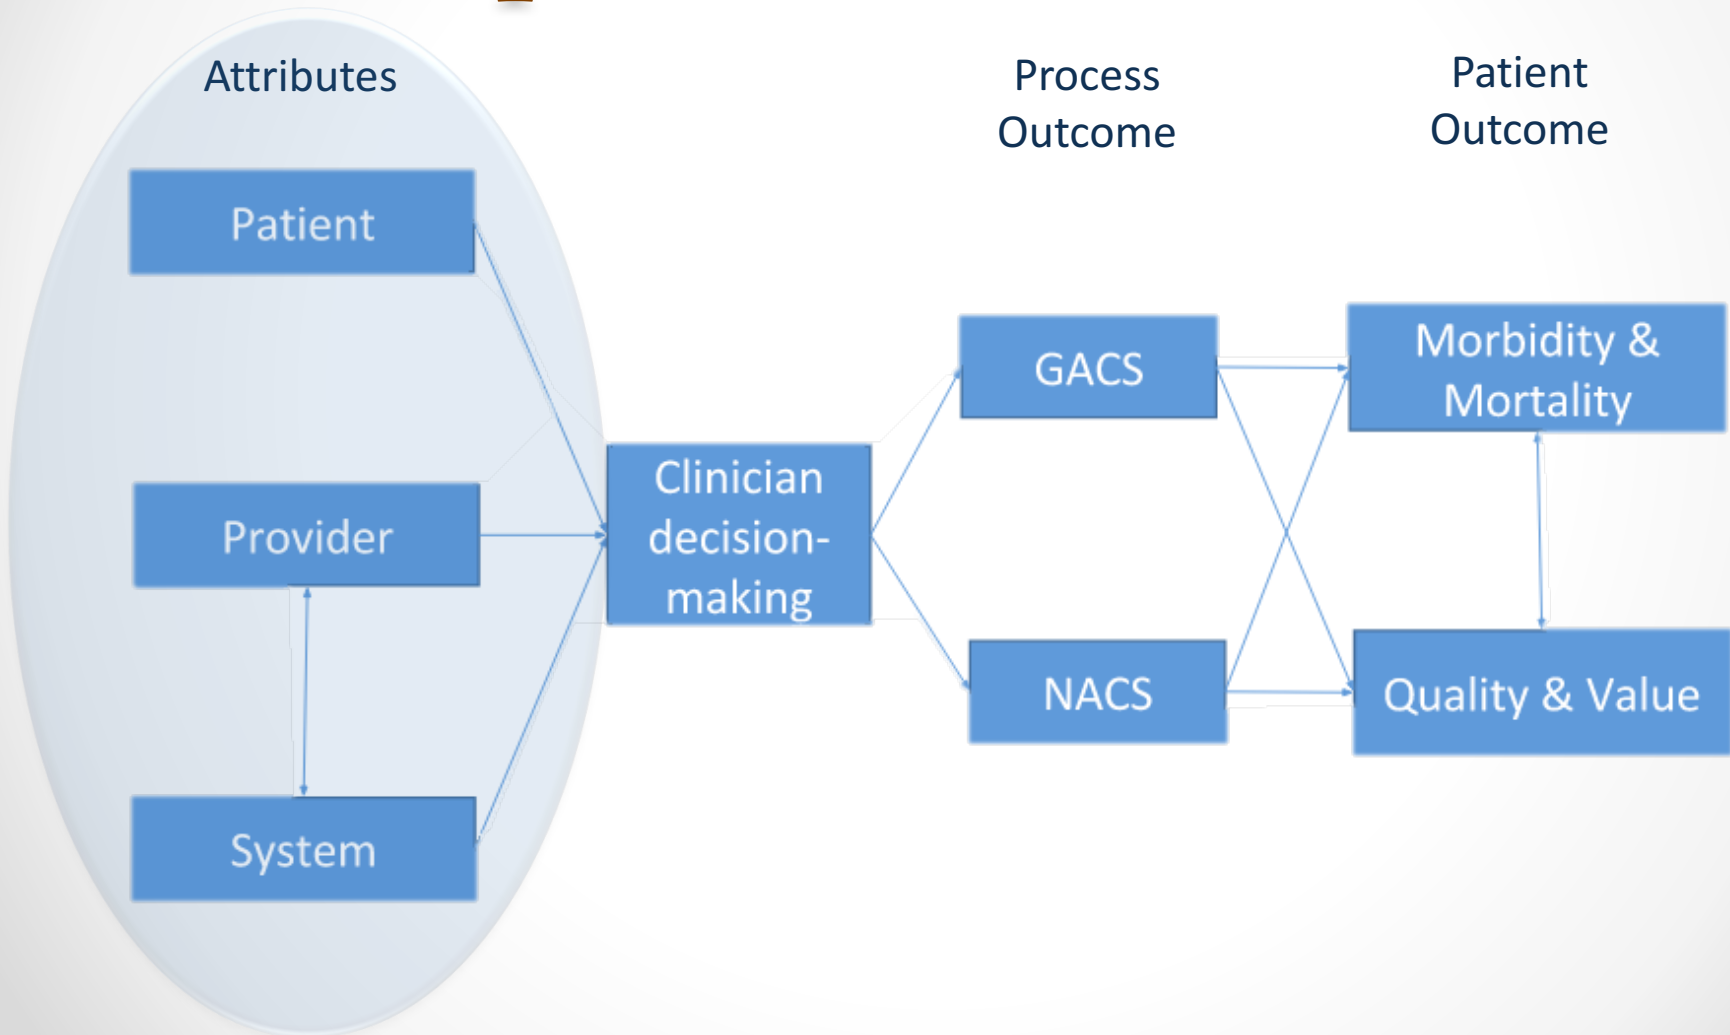 Attributes
Process
Outcome
Patient
Outcome
Patient
Provider
System
Clinician
decision-
making
GACS
NACS
Morbidity &
Mortality
Quality & Value